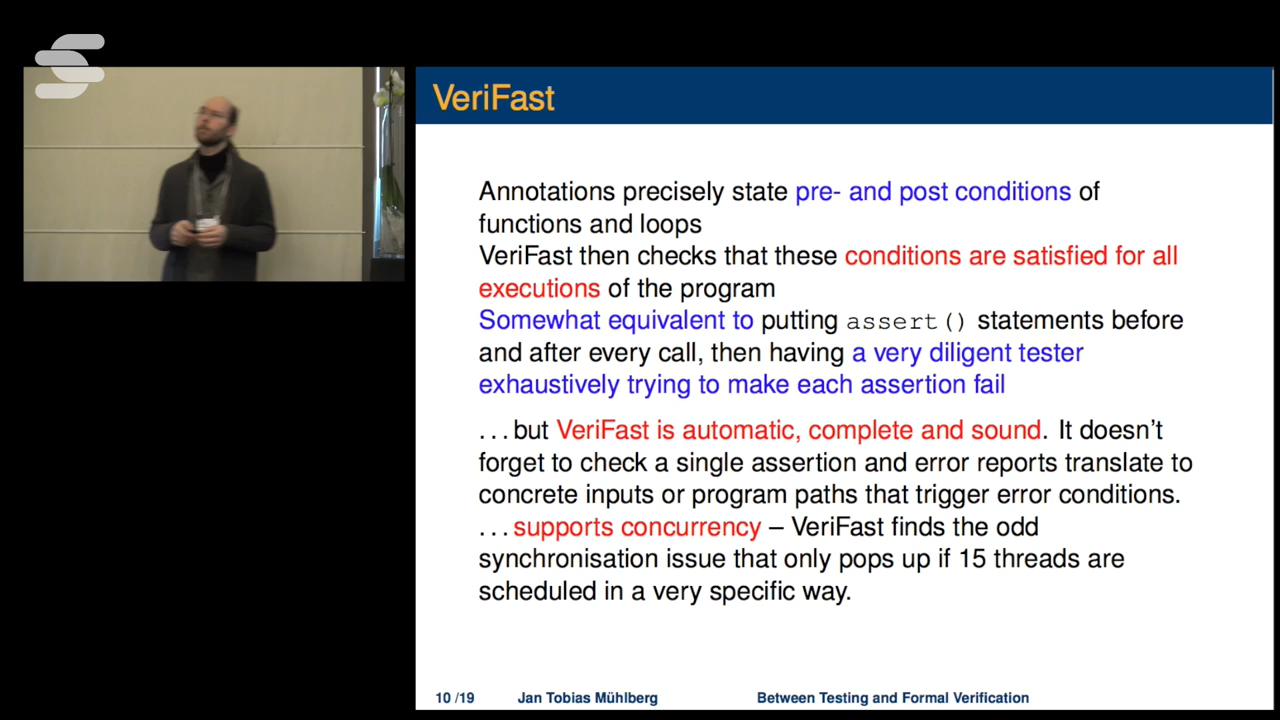 VeriFast
Annotations precisely state pre- and post conditions of
functions and loops
VeriFast then checks that these conditions are satisfied for all
executions of the program
Somewhat equivalent to putting assert() statements before
and after every call, then having a very diligent tester
exhaustively trying to make each assertion fail
...but VeriFast is automatic, complete and sound. It doesn't
forget to check a single assertion and error reports translate to
concrete inputs or program paths that trigger error conditions.
...supports concurrency – VeriFast finds the odd
synchronisation issue that only pops up if 15 threads are
scheduled in a very specific way.
10 /19 Jan Tobias Mühlberg Between Testing and Formal Verification